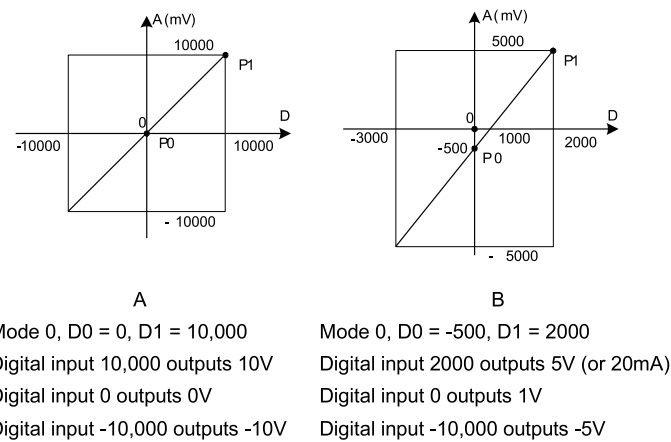 A (mV)
10000
P1
D
0
P0
-10000
10000
- 10000
A
A (mV)
5000
P1
D
0
-3000
1000
2000
-500
P0
- 5000
B
Mode 0, D0 = 0, D1 = 10,000
Digital input 10,000 outputs 10V
Digital input 0 outputs 0V
Digital input -10,000 outputs -10V
Mode 0, D0 = -500, D1 = 2000
Digital input 2000 outputs 5V (or 20mA)
Digital input 0 outputs 1V
Digital input -10,000 outputs -5V